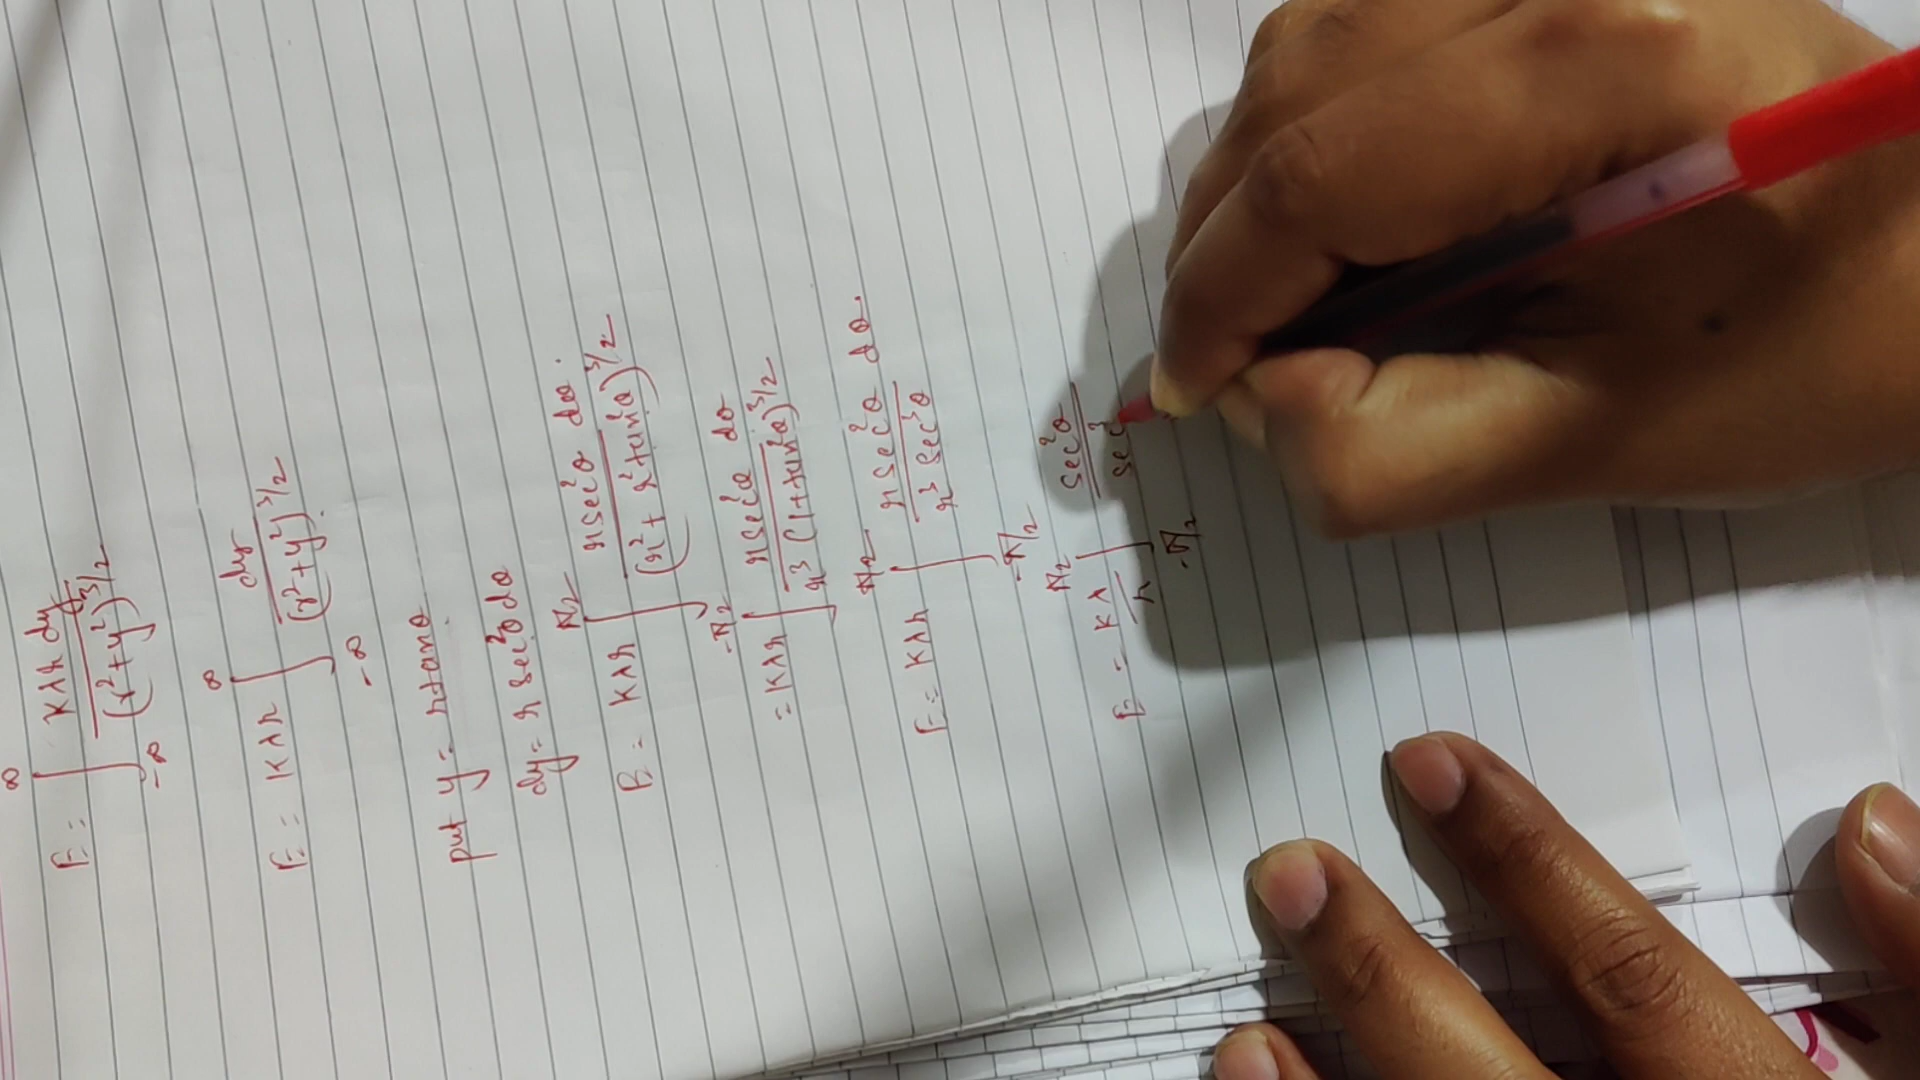 E = ∫_{-∞}^{∞} kλr dy / (r²+y²)^{3/2}
E = kλr ∫_{-∞}^{∞} dy / (r²+y²)^{3/2}
put y = r tanθ
dy = r sec²θ dθ
E = kλr ∫_{-π/2}^{π/2} r sec²θ dθ / (r² + r² tan²θ)^{3/2}
= kλr ∫ r sec²θ dθ / r³ (1+tan²θ)^{3/2}
E = kλr ∫_{-π/2}^{π/2} r sec²θ / r³ sec³θ dθ.
E = kλ/r ∫_{-π/2}^{π/2} sec²θ / sec³